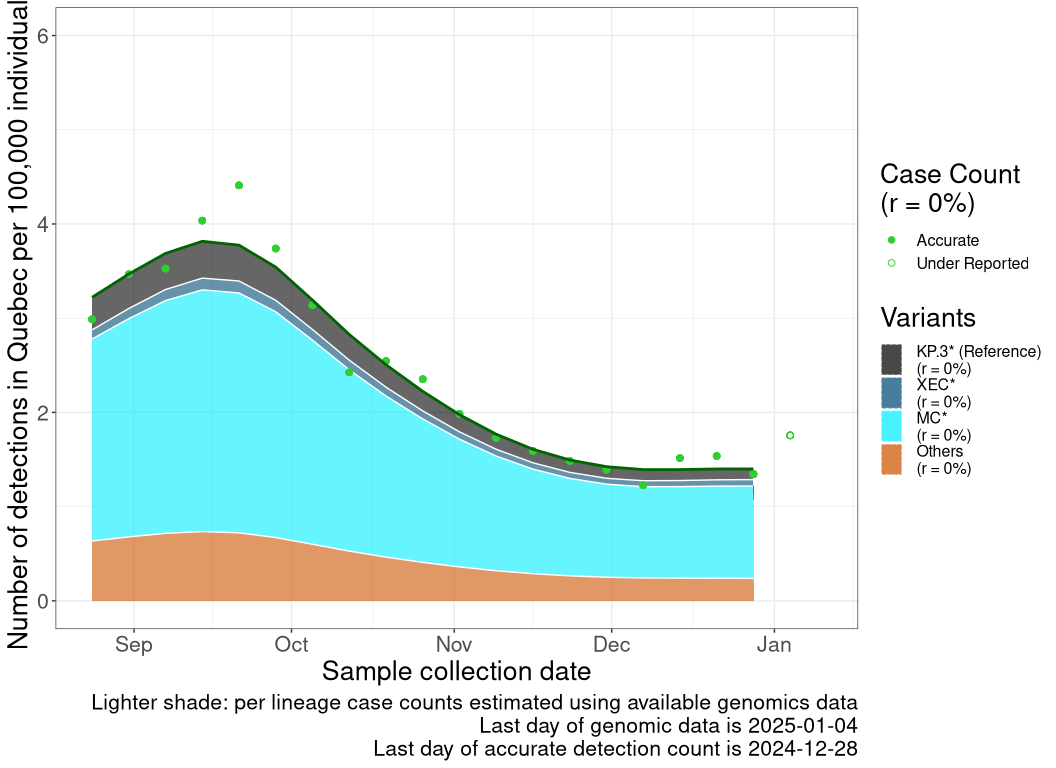 Number of detections in Quebec per 100,000 individual
6
4
2
0
Sep
Oct
Nov
Dec
Jan
Sample collection date
Lighter shade: per lineage case counts estimated using available genomics data
Last day of genomic data is 2025-01-04
Last day of accurate detection count is 2024-12-28
Case Count
(r = 0%)
Accurate
Under Reported
Variants
KP.3* (Reference)
(r = 0%)
XEC*
(r = 0%)
MC*
(r = 0%)
Others
(r = 0%)